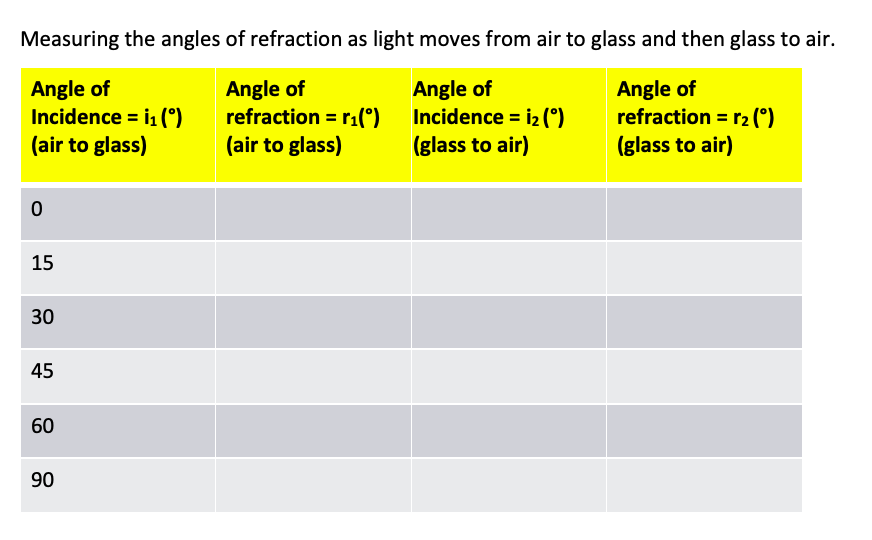 Measuring the angles of refraction as light moves from air to glass and then glass to air.
Angle of Incidence = i₁ (°) (air to glass)
Angle of refraction = r₁(°) (air to glass)
Angle of Incidence = i₂ (°) (glass to air)
Angle of refraction = r₂ (°) (glass to air)
0
15
30
45
60
90